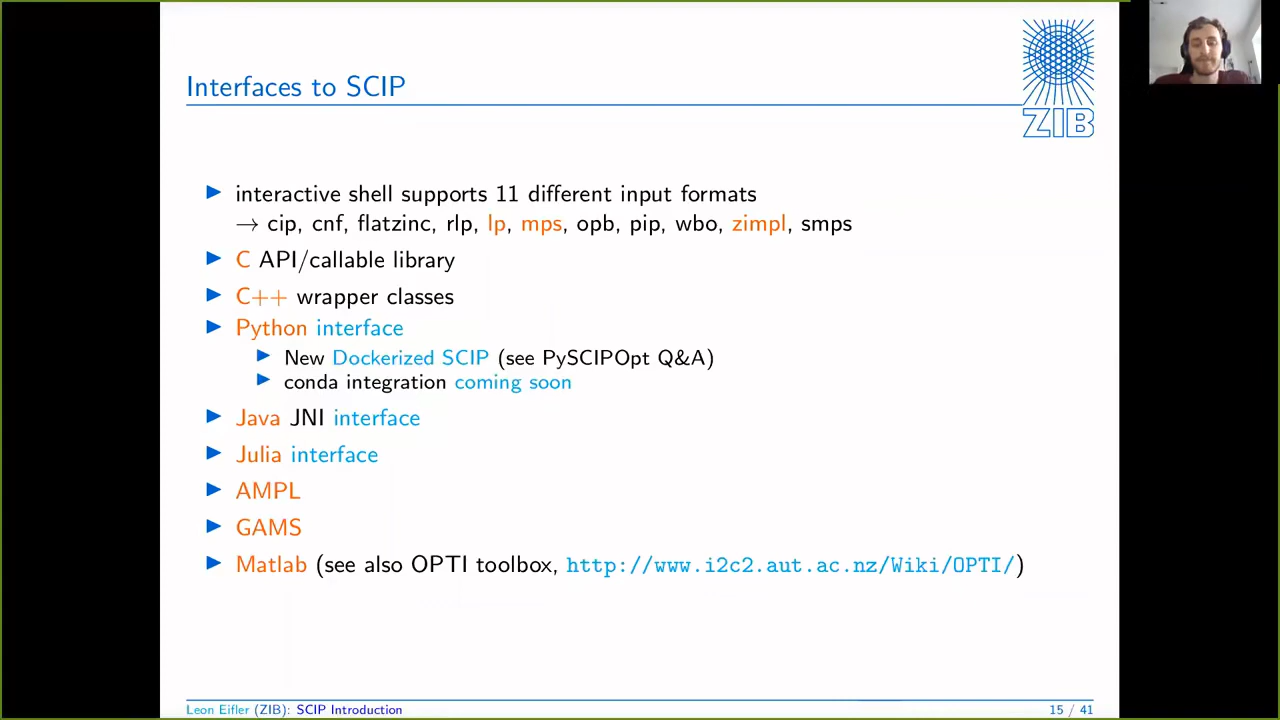 Interfaces to SCIP
ZIB
▶ interactive shell supports 11 different input formats
→ cip, cnf, flatzinc, rlp, lp, mps, opb, pip, wbo, zimpl, smps
▶ C API/callable library
▶ C++ wrapper classes
▶ Python interface
▶ New Dockerized SCIP (see PySCIPOpt Q&A)
▶ conda integration coming soon
▶ Java JNI interface
▶ Julia interface
▶ AMPL
▶ GAMS
▶ Matlab (see also OPTI toolbox, http://www.i2c2.aut.ac.nz/Wiki/OPTI/)
Leon Eifler (ZIB): SCIP Introduction 15 / 41